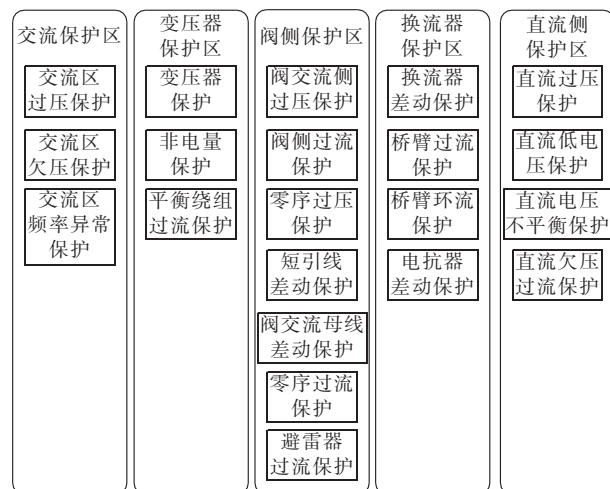 交流保护区
交流区
过压保护
交流区
欠压保护
交流区
频率异常
保护
变压器
保护区
变压器
保护
非电量
保护
平衡绕组
过流保护
阀侧保护区
阀交流侧
过压保护
阀侧过流
保护
零序过压
保护
短引线
差动保护
阀交流母线
差动保护
零序过流
保护
避雷器
过流保护
换流器
保护区
换流器
差动保护
桥臂过流
保护
桥臂环流
保护
电抗器
差动保护
直流侧
保护区
直流过压
保护
直流低电
压保护
直流电压
不平衡保护
直流欠压
过流保护